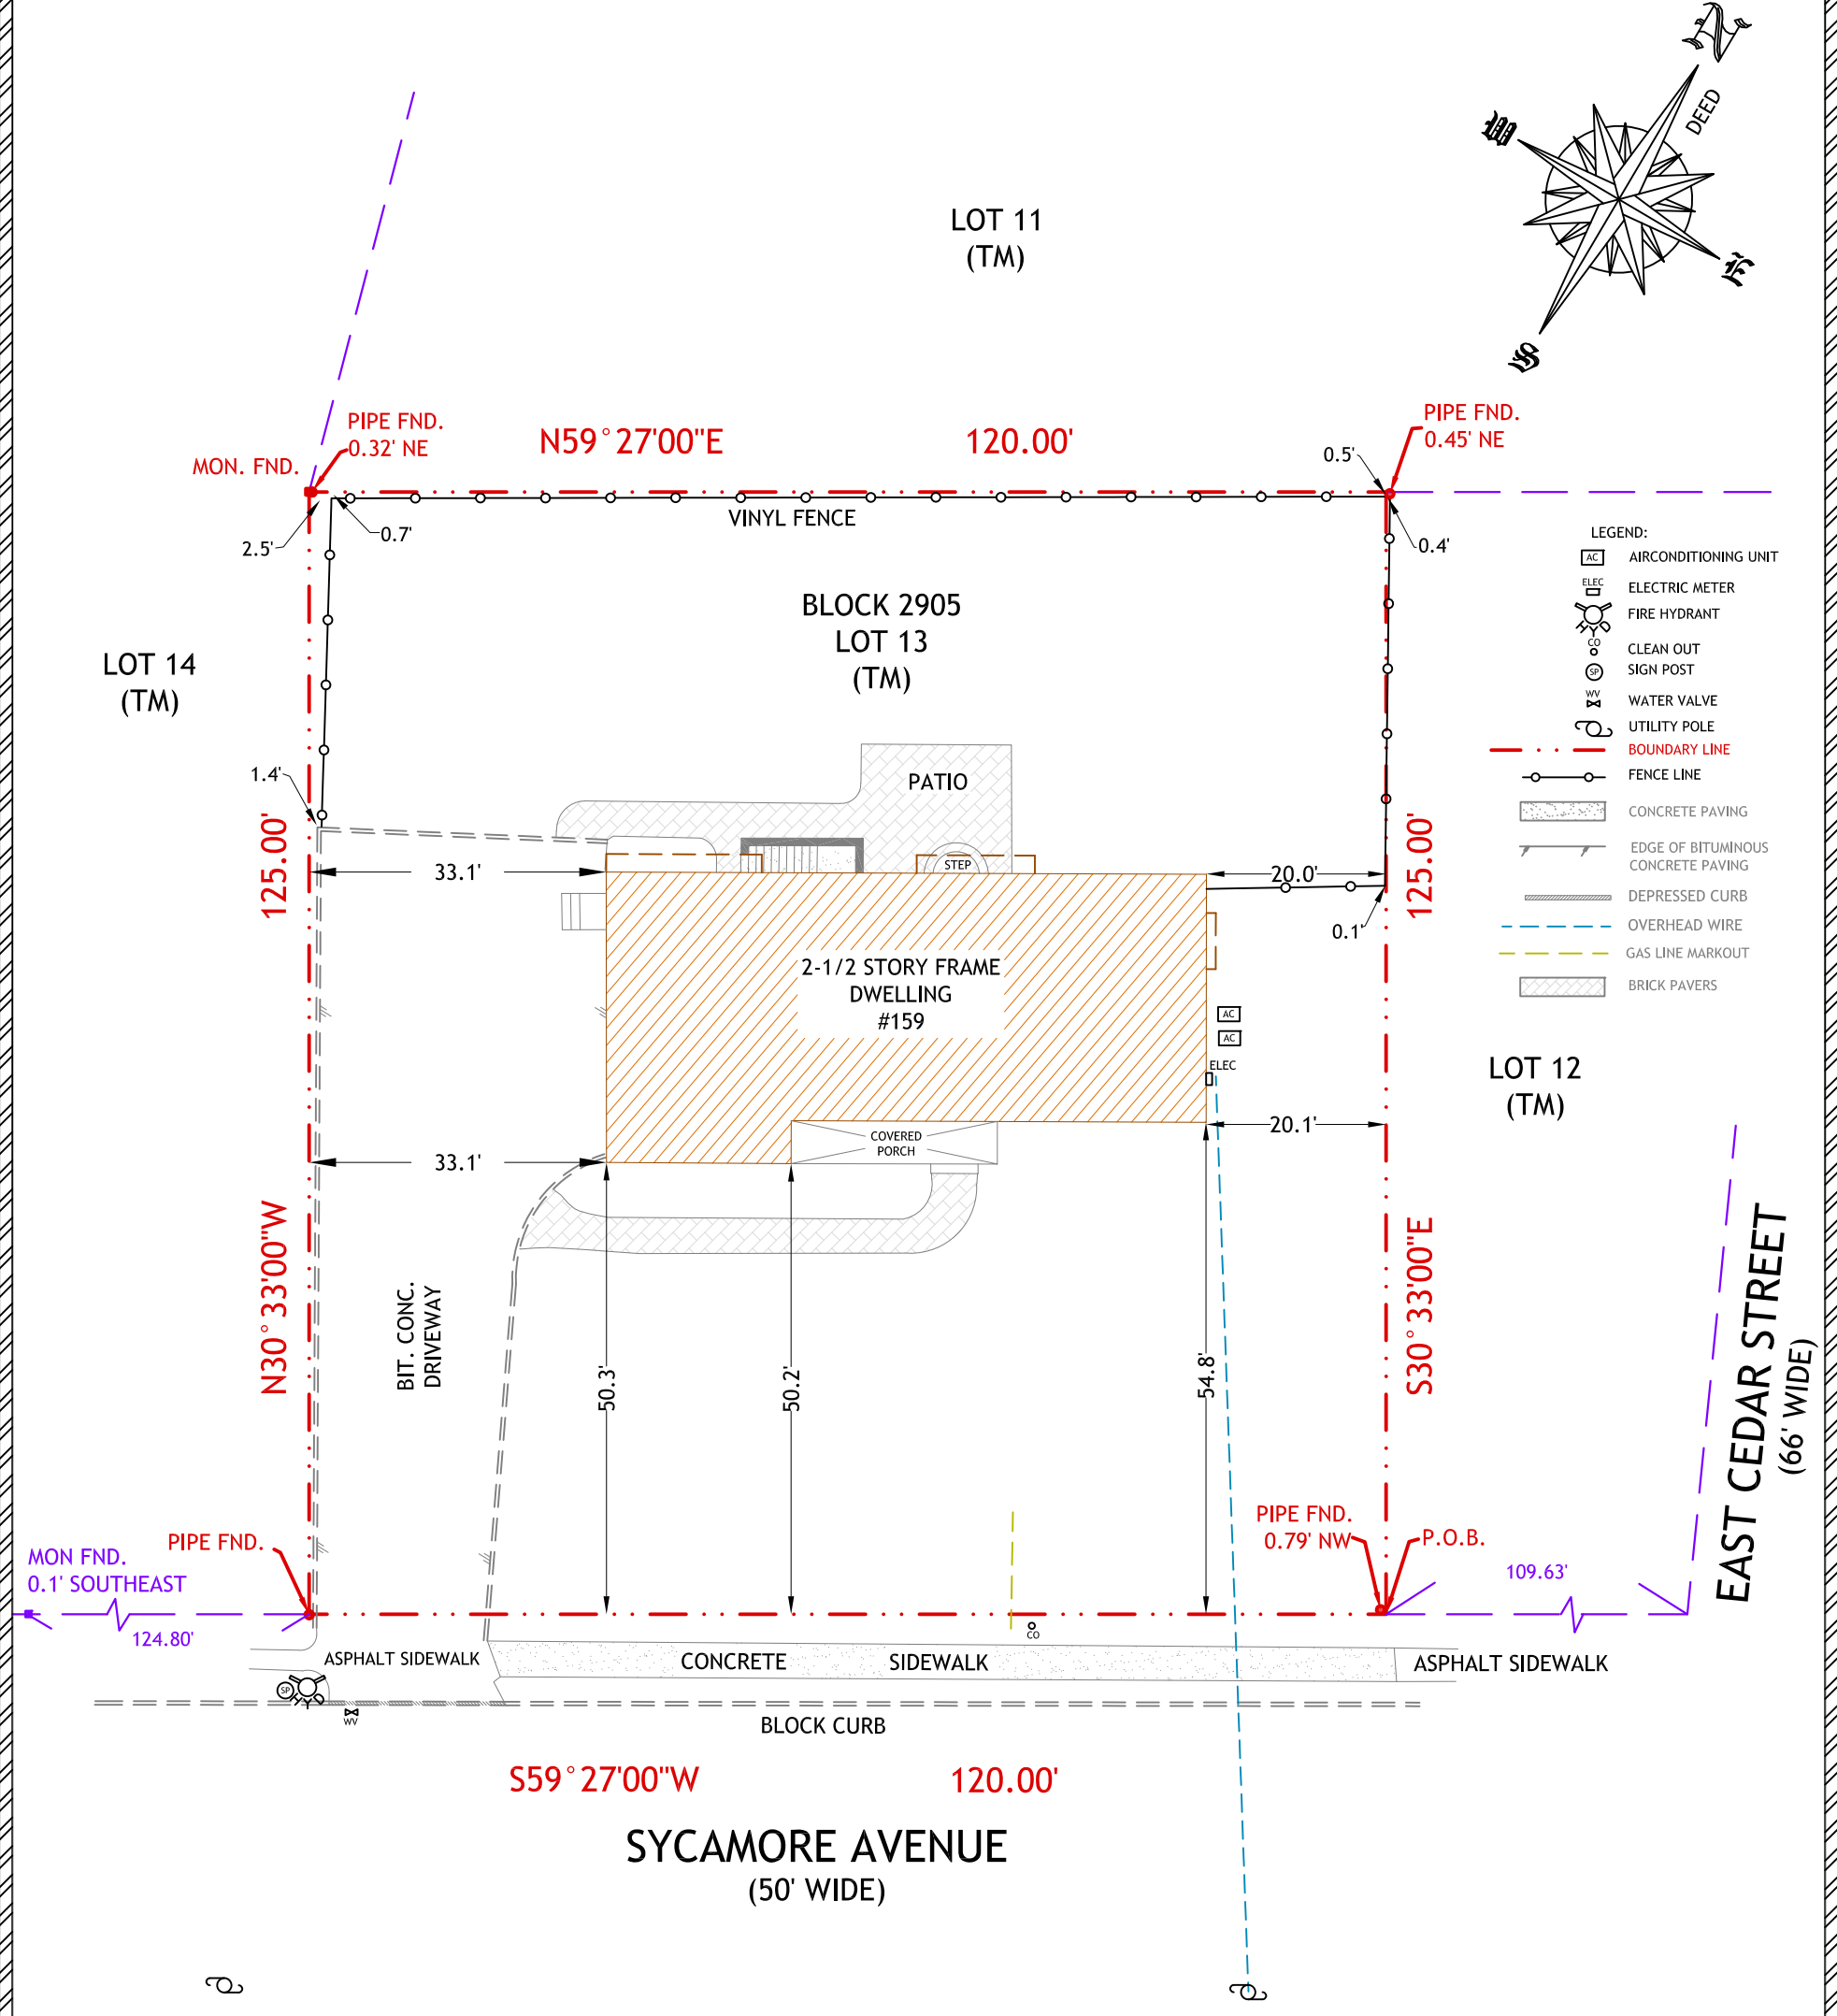 N
W
DEED
E
S
LOT 11
(TM)
PIPE FND.
0.32' NE
MON. FND.
N59°27'00"E
120.00'
PIPE FND.
0.45' NE
0.5'
VINYL FENCE
2.5'
0.7'
0.4'
BLOCK 2905
LOT 13
(TM)
LOT 14
(TM)
LEGEND:
AC AIRCONDITIONING UNIT
ELEC ELECTRIC METER
HYD FIRE HYDRANT
CO CLEAN OUT
SP SIGN POST
WV WATER VALVE
UTILITY POLE
BOUNDARY LINE
FENCE LINE
CONCRETE PAVING
EDGE OF BITUMINOUS
CONCRETE PAVING
DEPRESSED CURB
OVERHEAD WIRE
GAS LINE MARKOUT
BRICK PAVERS
1.4'
PATIO
125.00'
33.1'
STEP
20.0'
125.00'
0.1'
2-1/2 STORY FRAME
DWELLING
#159
AC
AC
ELEC
LOT 12
(TM)
COVERED
PORCH
20.1'
33.1'
N30°33'00"W
S30°33'00"E
BIT. CONC.
DRIVEWAY
50.3'
50.2'
54.8'
EAST CEDAR STREET
(66' WIDE)
MON FND.
0.1' SOUTHEAST
PIPE FND.
PIPE FND.
0.79' NW
P.O.B.
109.63'
124.80'
CO
ASPHALT SIDEWALK
CONCRETE SIDEWALK
ASPHALT SIDEWALK
SP
HYD
WV
BLOCK CURB
S59°27'00"W
120.00'
SYCAMORE AVENUE
(50' WIDE)